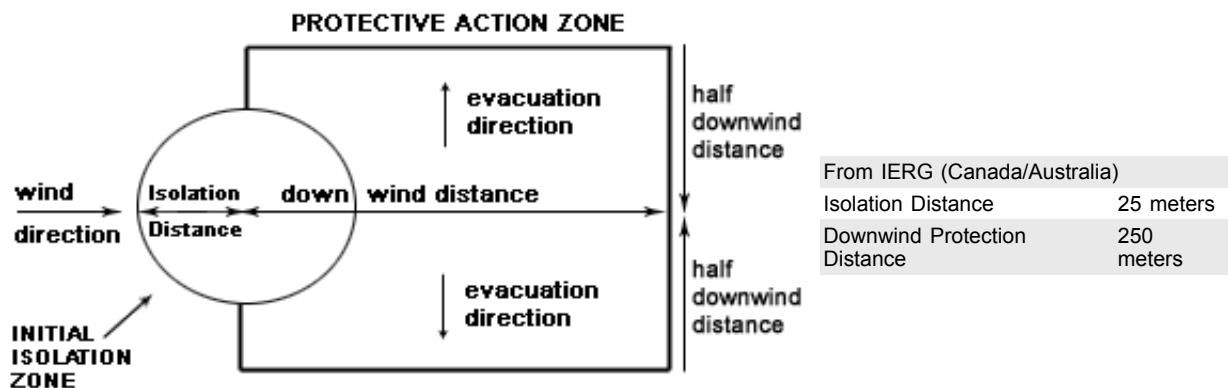 PROTECTIVE ACTION ZONE
evacuation
direction
half
downwind
distance
wind
direction
Isolation
Distance
down wind distance
evacuation
direction
half
downwind
distance
INITIAL
ISOLATION
ZONE
From IERG (Canada/Australia)
Isolation Distance 25 meters
Downwind Protection 250
Distance meters